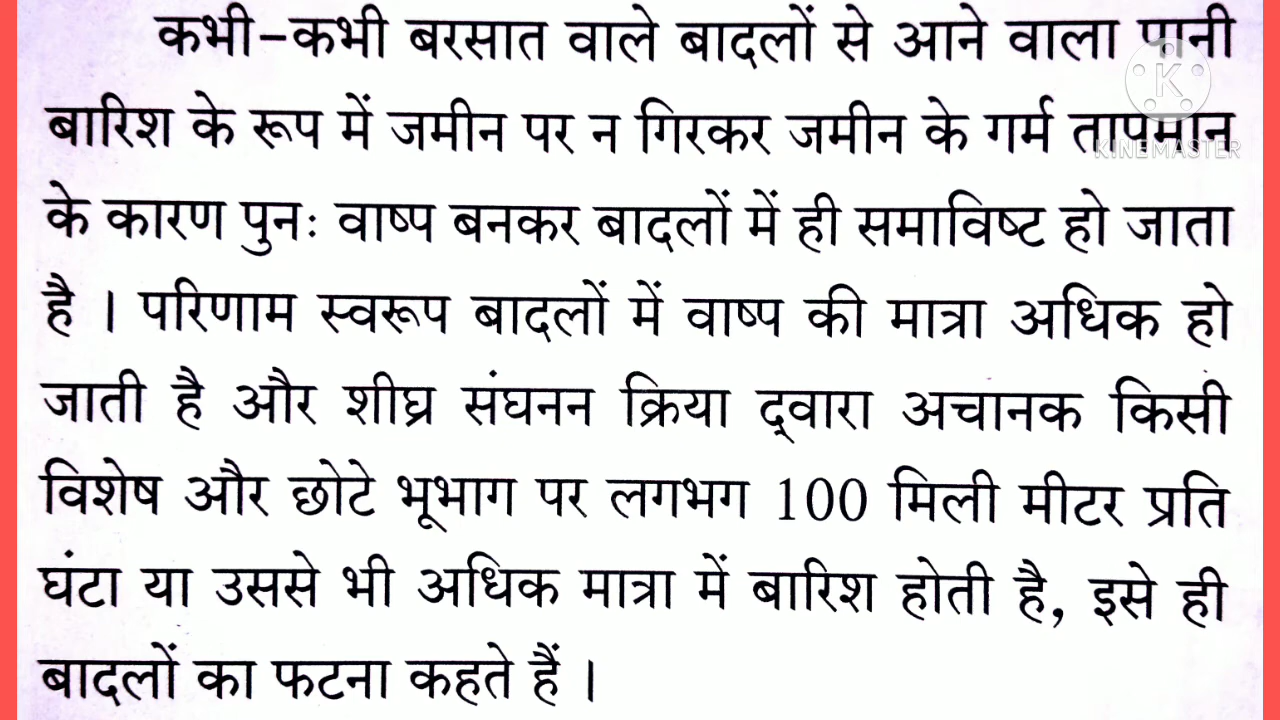 कभी-कभी बरसात वाले बादलों से आने वाला पानी
बारिश के रूप में जमीन पर न गिरकर जमीन के गर्म तापमान
के कारण पुनः वाष्प बनकर बादलों में ही समाविष्ट हो जाता
है । परिणाम स्वरूप बादलों में वाष्प की मात्रा अधिक हो
जाती है और शीघ्र संघनन क्रिया द्‌वारा अचानक किसी
विशेष और छोटे भूभाग पर लगभग 100 मिली मीटर प्रति
घंटा या उससे भी अधिक मात्रा में बारिश होती है, इसे ही
बादलों का फटना कहते हैं ।
K
KINEMASTER